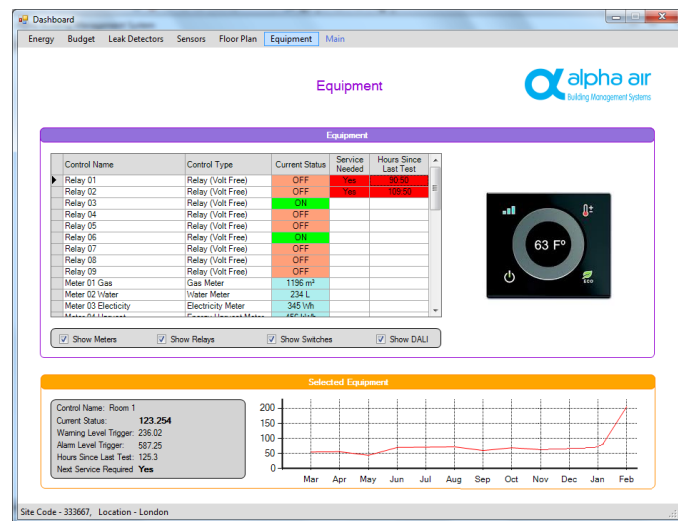 Dashboard
Energy Budget Leak Detectors Sensors Floor Plan Equipment Main
Equipment
alpha air
Building Management Systems
Equipment
Control Name Control Type Current Status Service Needed Hours Since Last Test
Relay 01 Relay (Volt Free) OFF Yes 90.50
Relay 02 Relay (Volt Free) OFF Yes 109.50
Relay 03 Relay (Volt Free) ON
Relay 04 Relay (Volt Free) OFF
Relay 05 Relay (Volt Free) OFF
Relay 06 Relay (Volt Free) ON
Relay 07 Relay (Volt Free) OFF
Relay 08 Relay (Volt Free) OFF
Relay 09 Relay (Volt Free) OFF
Meter 01 Gas Gas Meter 1196 m³
Meter 02 Water Water Meter 234 L
Meter 03 Electicity Electricity Meter 345 Wh
63 Fº
ECO
Show Meters Show Relays Show Switches Show DALI
Selected Equipment
Control Name: Room 1
Current Status: 123.254
Warning Level Trigger: 236.02
Alarm Level Trigger: 587.25
Hours Since Last Test: 125.3
Next Service Required Yes
200
150
100
50
0
Mar Apr May Jun Jul Aug Sep Oct Nov Dec Jan Feb
Site Code - 333667, Location - London